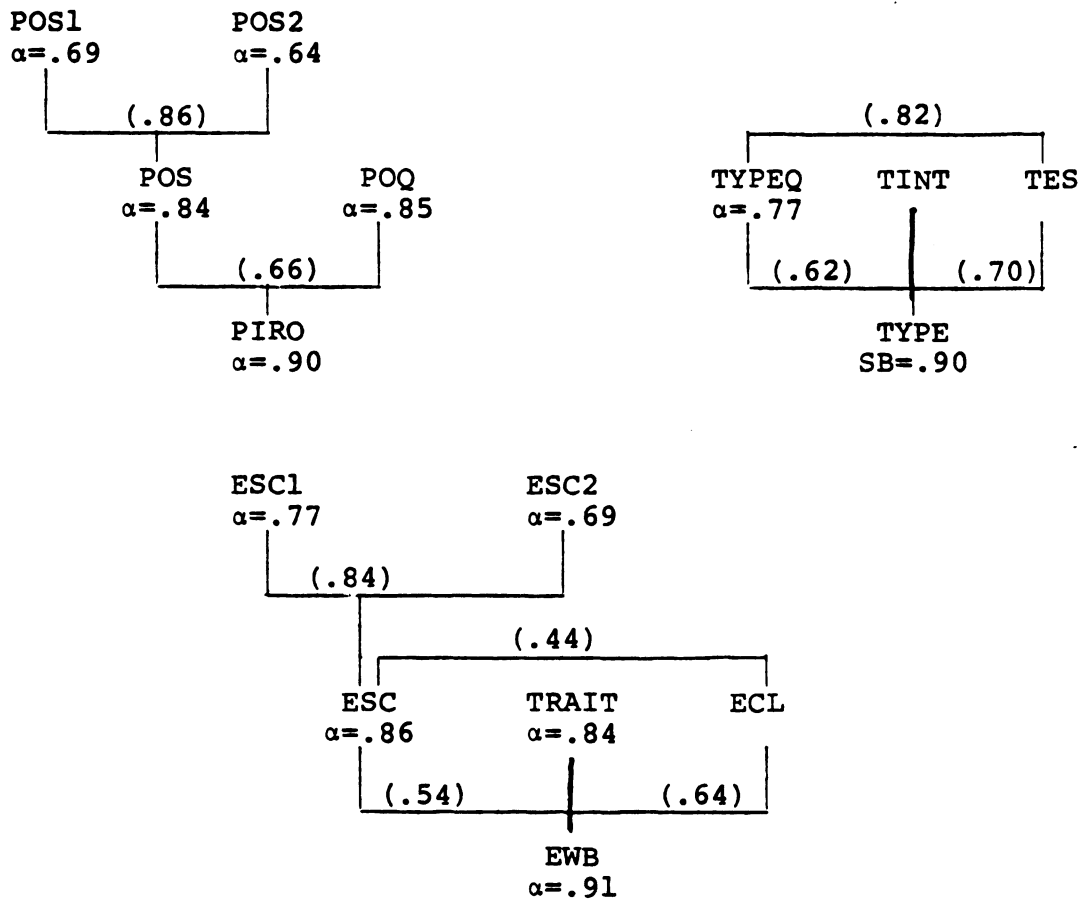 POS1 POS2
α=.69 α=.64
(.86)
(.82)
POS POQ
α=.84 α=.85
TYPEQ TINT TES
α=.77
(.66)
(.62) (.70)
PIRO
α=.90
TYPE
SB=.90
ESC1 ESC2
α=.77 α=.69
(.84)
(.44)
ESC TRAIT ECL
α=.86 α=.84
(.54) (.64)
EWB
α=.91